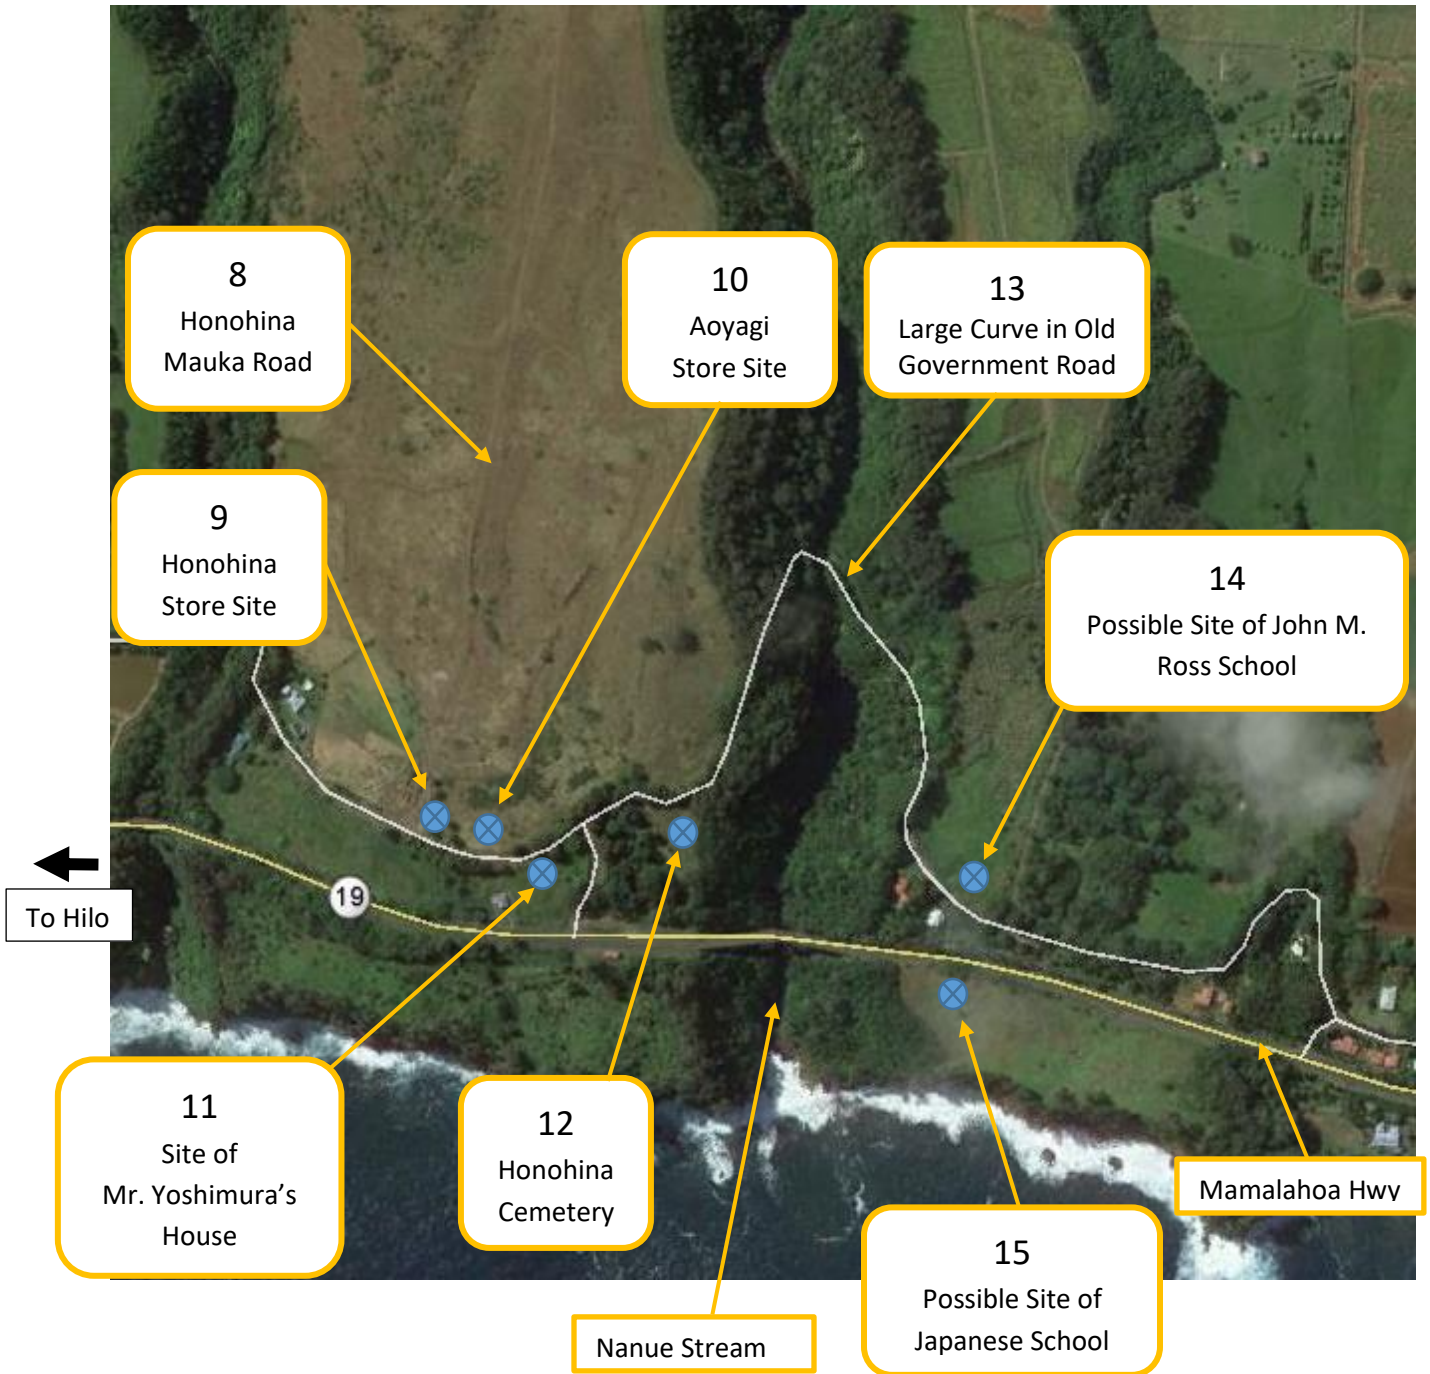 8
Honohina
Mauka Road
10
Aoyagi
Store Site
13
Large Curve in Old
Government Road
9
Honohina
Store Site
14
Possible Site of John M.
Ross School
To Hilo
19
11
Site of
Mr. Yoshimura’s
House
12
Honohina
Cemetery
Mamalahoa Hwy
15
Possible Site of
Japanese School
Nanue Stream